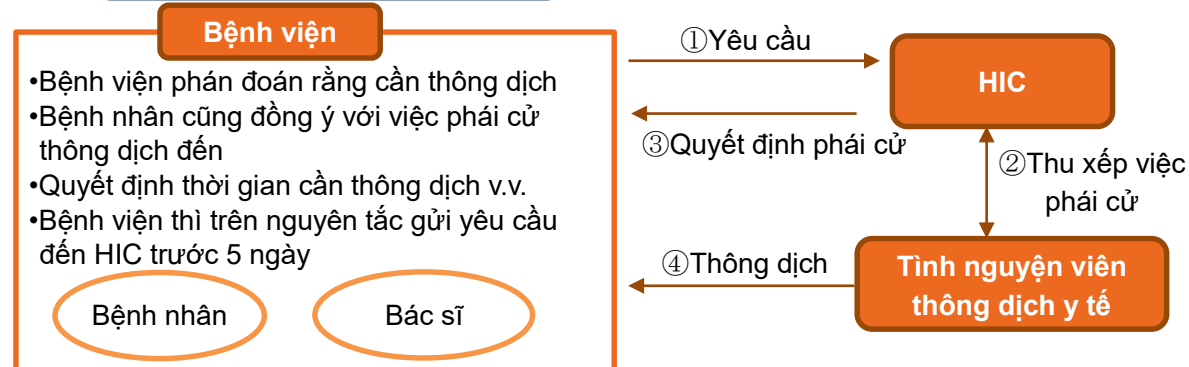 Bệnh viện
•Bệnh viện phán đoán rằng cần thông dịch
•Bệnh nhân cũng đồng ý với việc phái cử
thông dịch đến
•Quyết định thời gian cần thông dịch v.v.
•Bệnh viện thì trên nguyên tắc gửi yêu cầu
đến HIC trước 5 ngày
Bệnh nhân
Bác sĩ
①Yêu cầu
HIC
③Quyết định phái cử
②Thu xếp việc
phái cử
④Thông dịch
Tình nguyện viên
thông dịch y tế